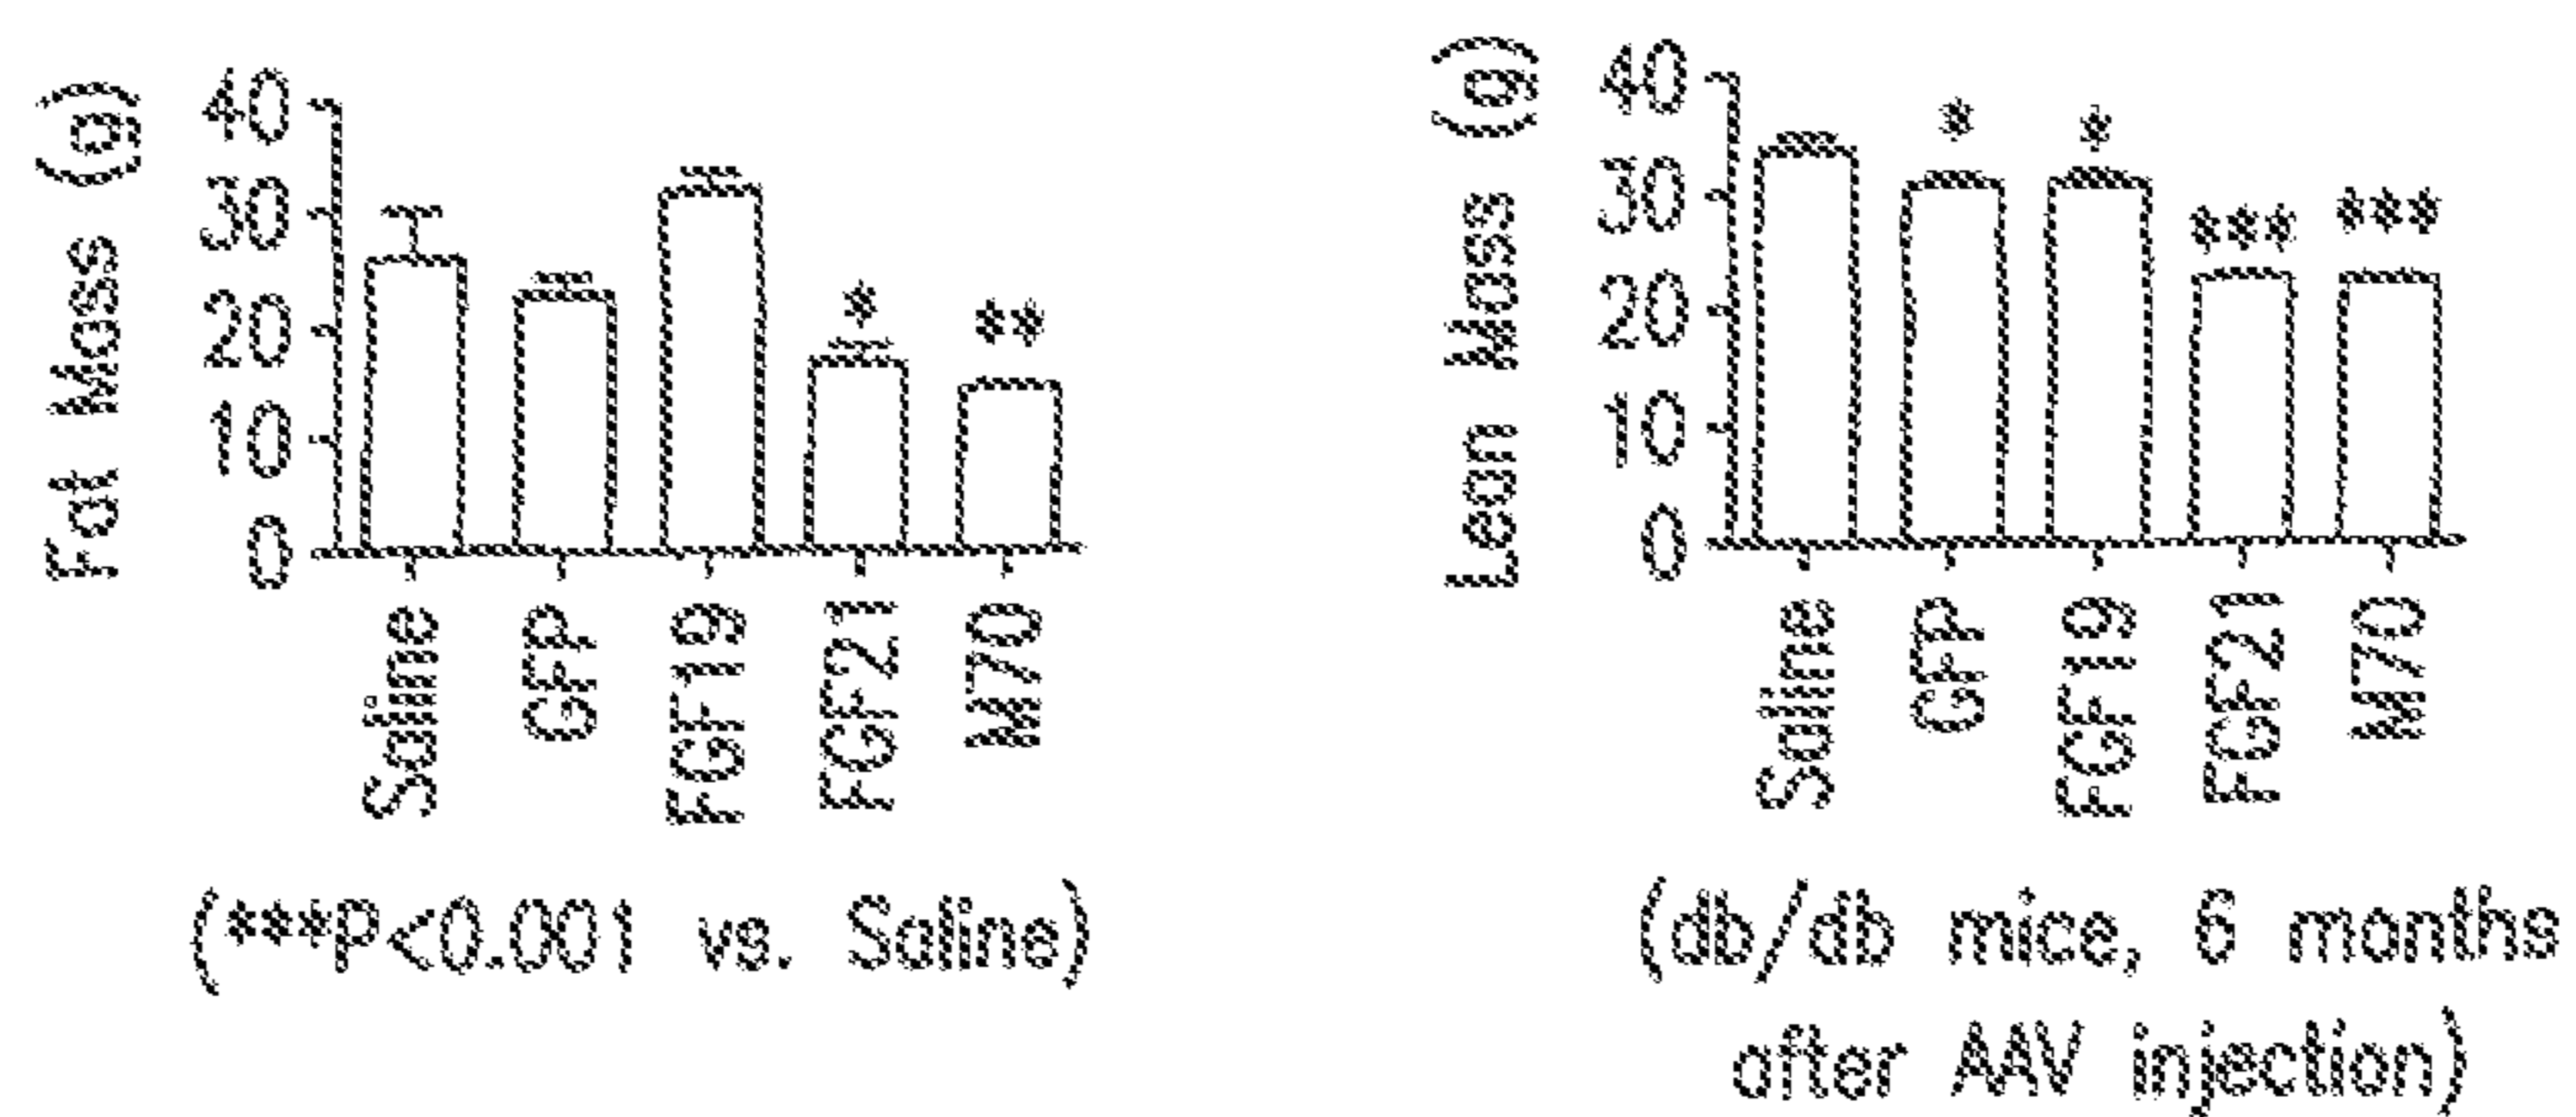 Fat Mass (g)
40
30
20
10
0
*
**
Saline
GFP
FGF19
FGF21
M70
(***P<0.001 vs. Saline)
Lean Mass (g)
40
30
20
10
0
*
*
***
***
Saline
GFP
FGF19
FGF21
M70
(db/db mice, 6 months
after AAV injection)